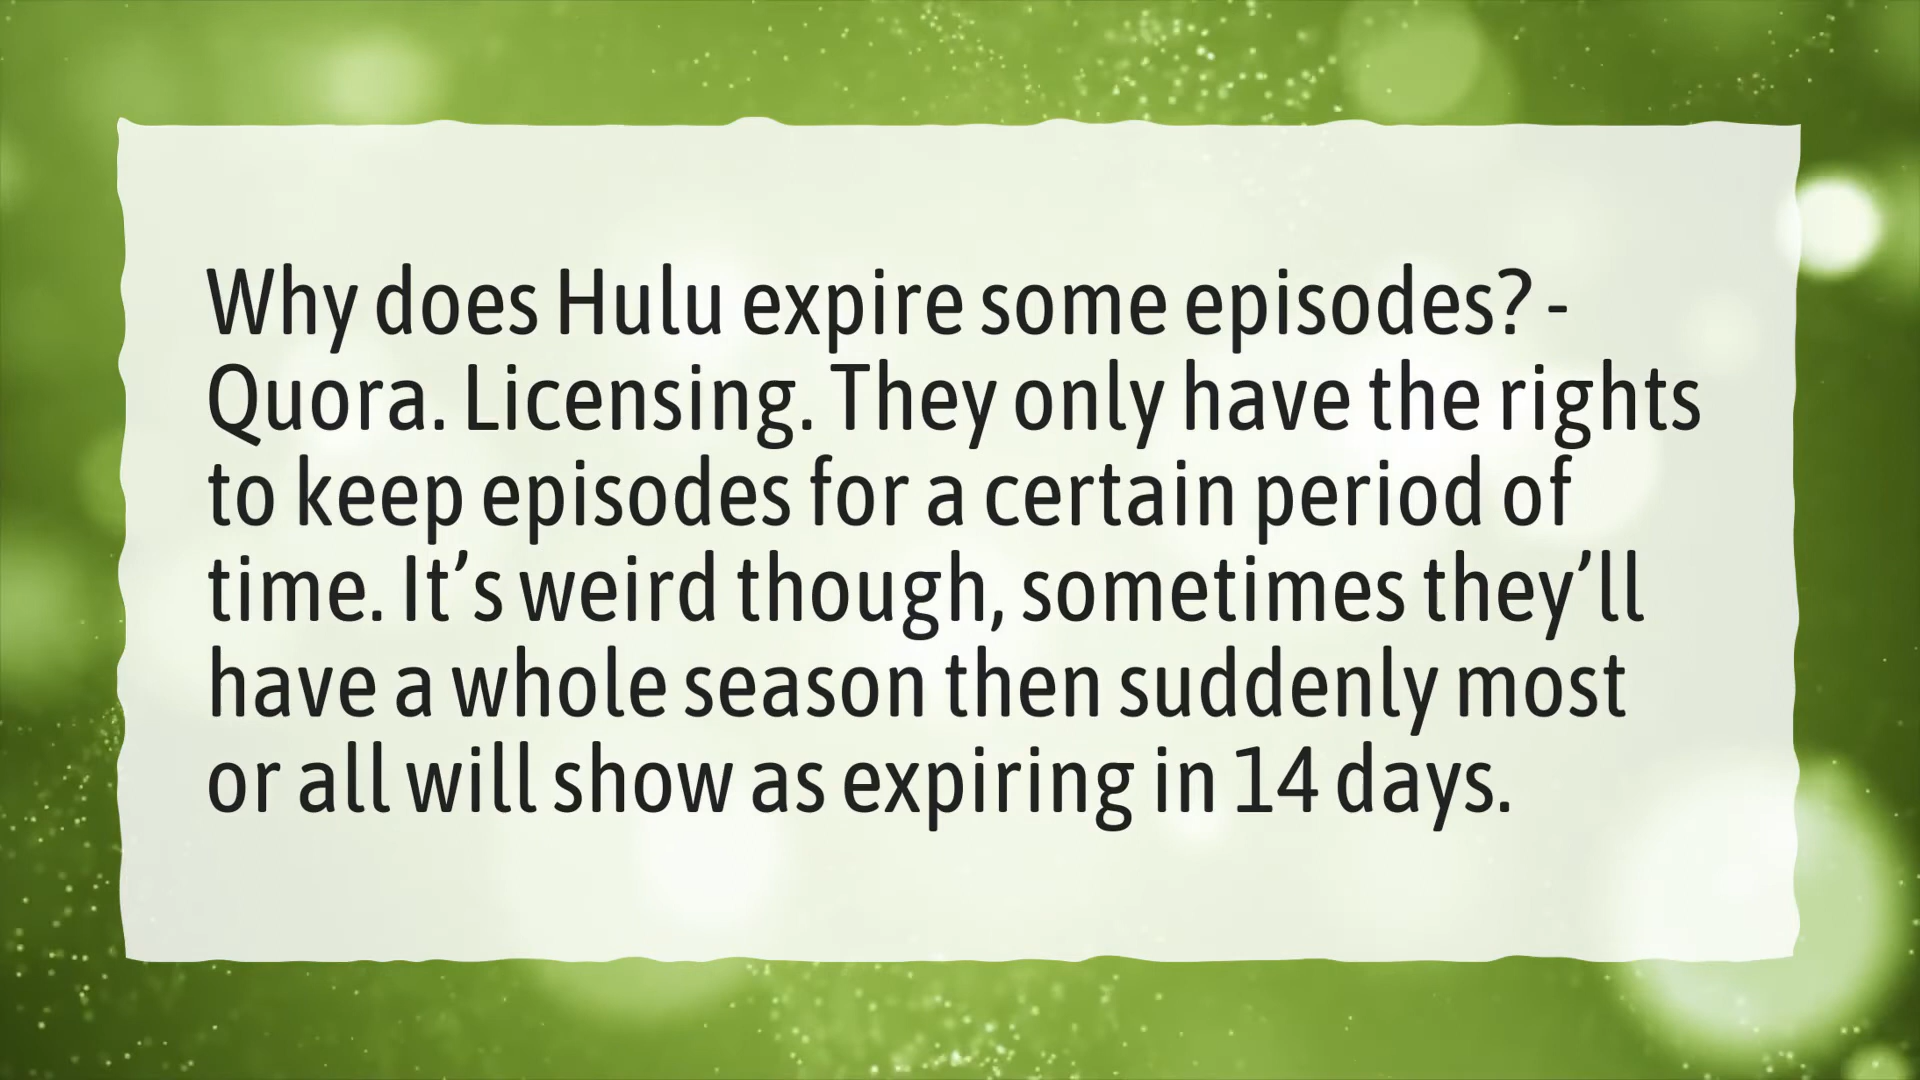 Why does Hulu expire some episodes? -
Quora. Licensing. They only have the rights
to keep episodes for a certain period of
time. It’s weird though, sometimes they’ll
have a whole season then suddenly most
or all will show as expiring in 14 days.